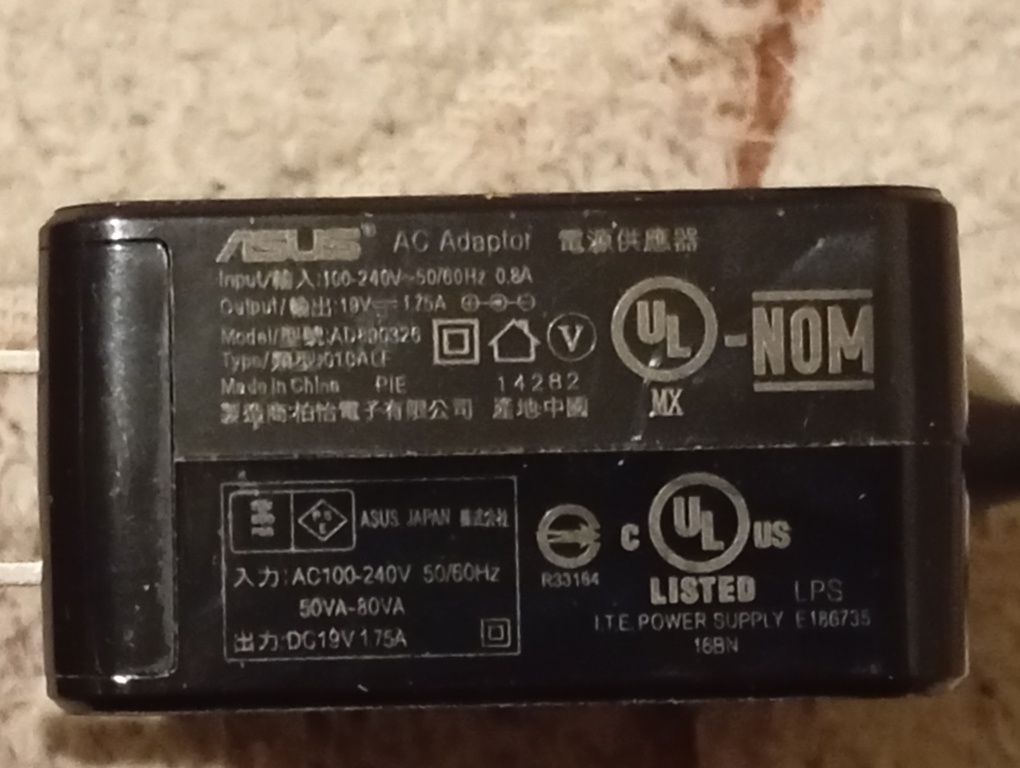 ASUS® AC Adaptor 電源供應器
Input/輸入:100-240V~50/60Hz 0.8A
Output/輸出:19V⎓1.75A
Model/型號:AD890326
Type/類型:010ALF
Made in China PIE 14282
製造商:柏怡電子有限公司 產地:中國
UL
MX
-NOM
PS
E
ASUS JAPAN 株式会社
入力:AC100-240V 50/60Hz
50VA-80VA
出力:DC19V 1.75A
R33164
C UL US
LISTED LPS
I.T.E. POWER SUPPLY E186735
16BN
V